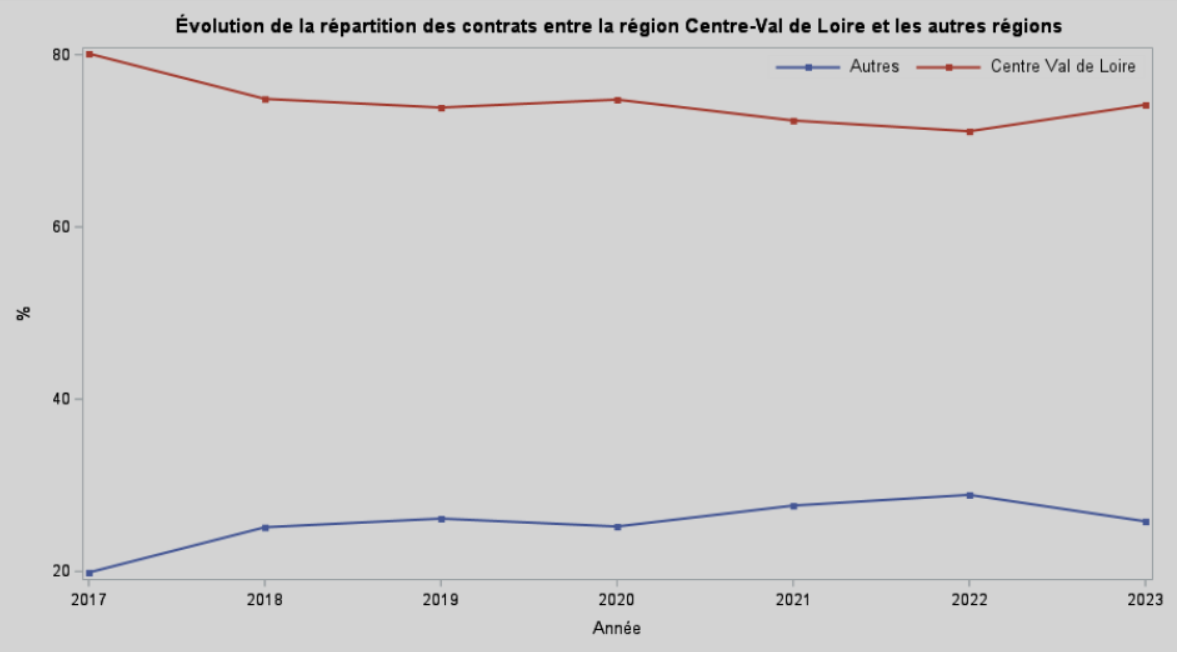 Évolution de la répartition des contrats entre la région Centre-Val de Loire et les autres régions
Autres Centre Val de Loire
80
60
40
20
%
2017 2018 2019 2020 2021 2022 2023
Année